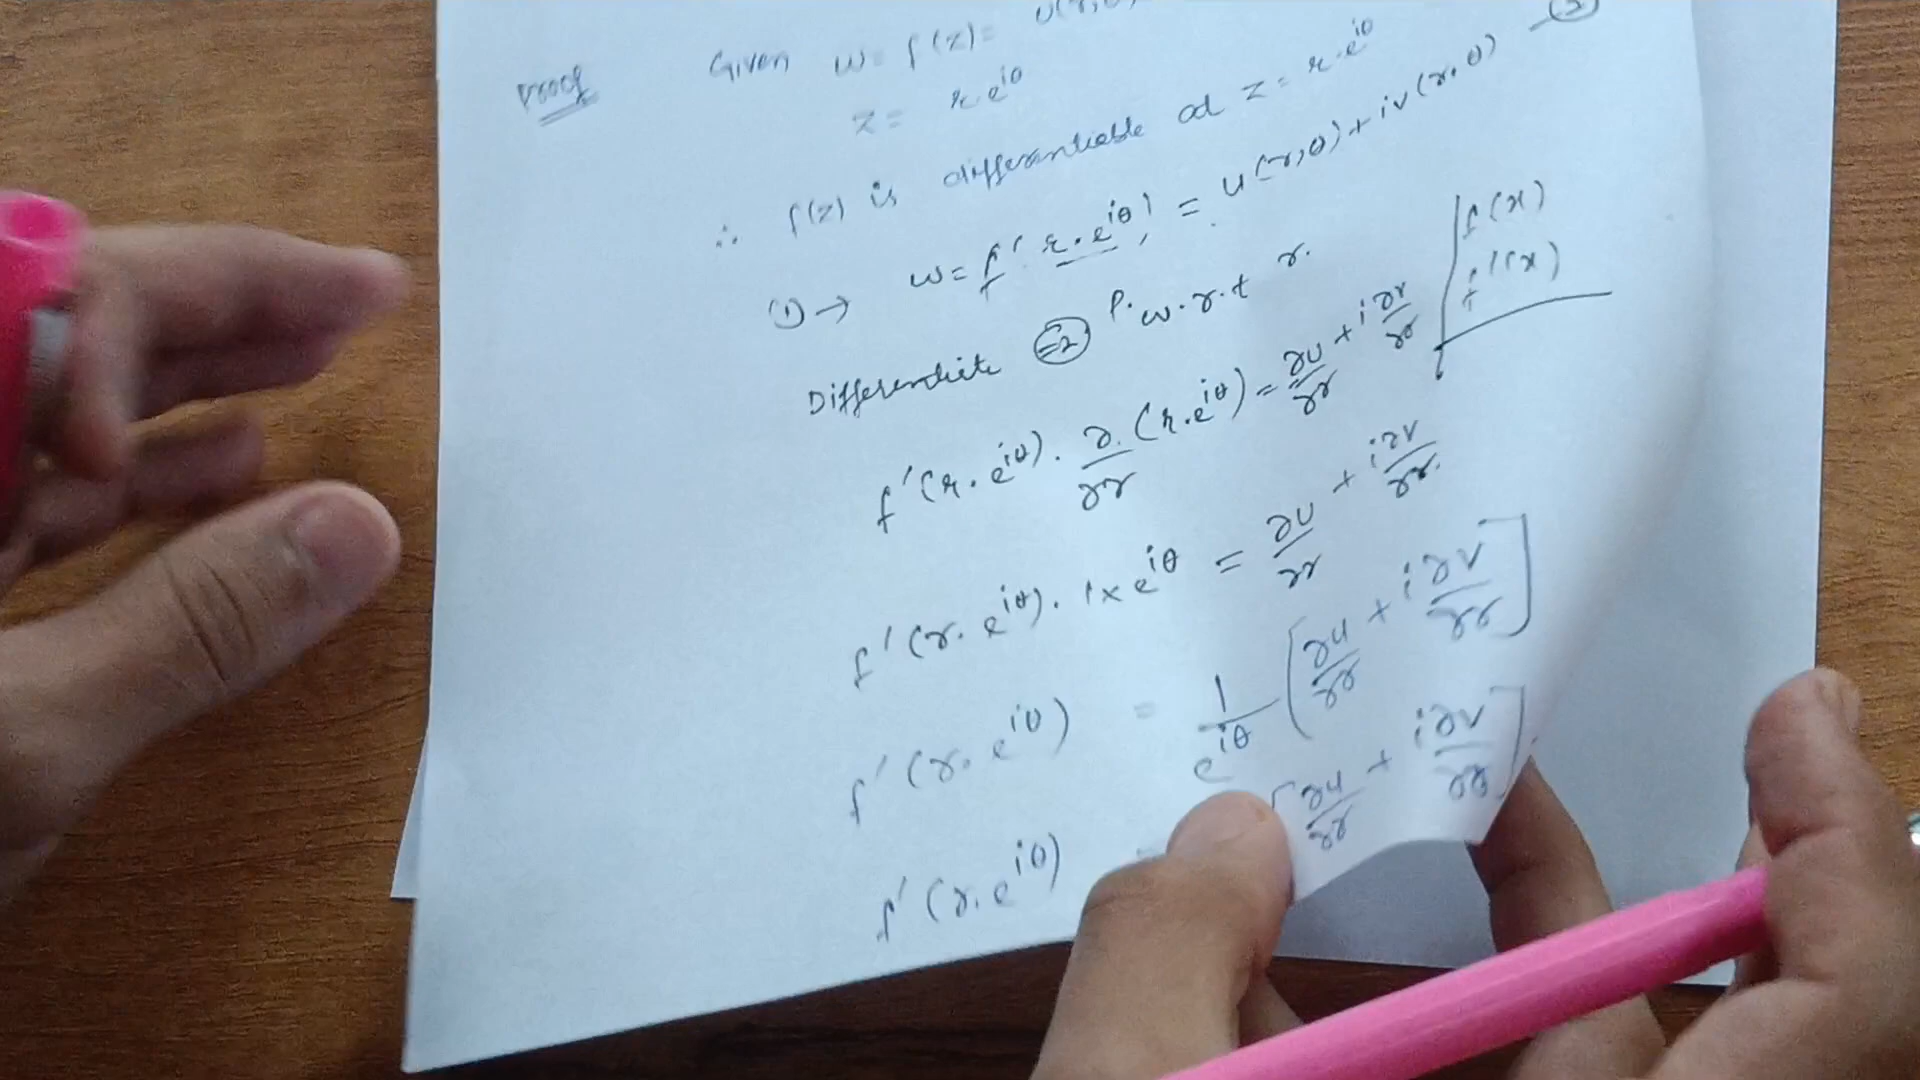 Proof Given w = f(z) = u(r,θ)
z = r.e^{iθ}
∴ f(z) is differentiable at z = r.e^{iθ}
(1) → w = f(r.e^{iθ}) = u(r,θ) + iv(r,θ) — (2)
Differentiate (2) P. w.r.t r.
f(x)
f'(x)
f'(r.e^{iθ}) . ∂/∂r (r.e^{iθ}) = ∂u/∂r + i ∂v/∂r
f'(r.e^{iθ}) . 1 x e^{iθ} = ∂u/∂r + i ∂v/∂r
f'(r.e^{iθ}) = 1/e^{iθ} [∂u/∂r + i ∂v/∂r]
f'(r.e^{iθ}) = [∂u/∂r + i ∂v/∂r]